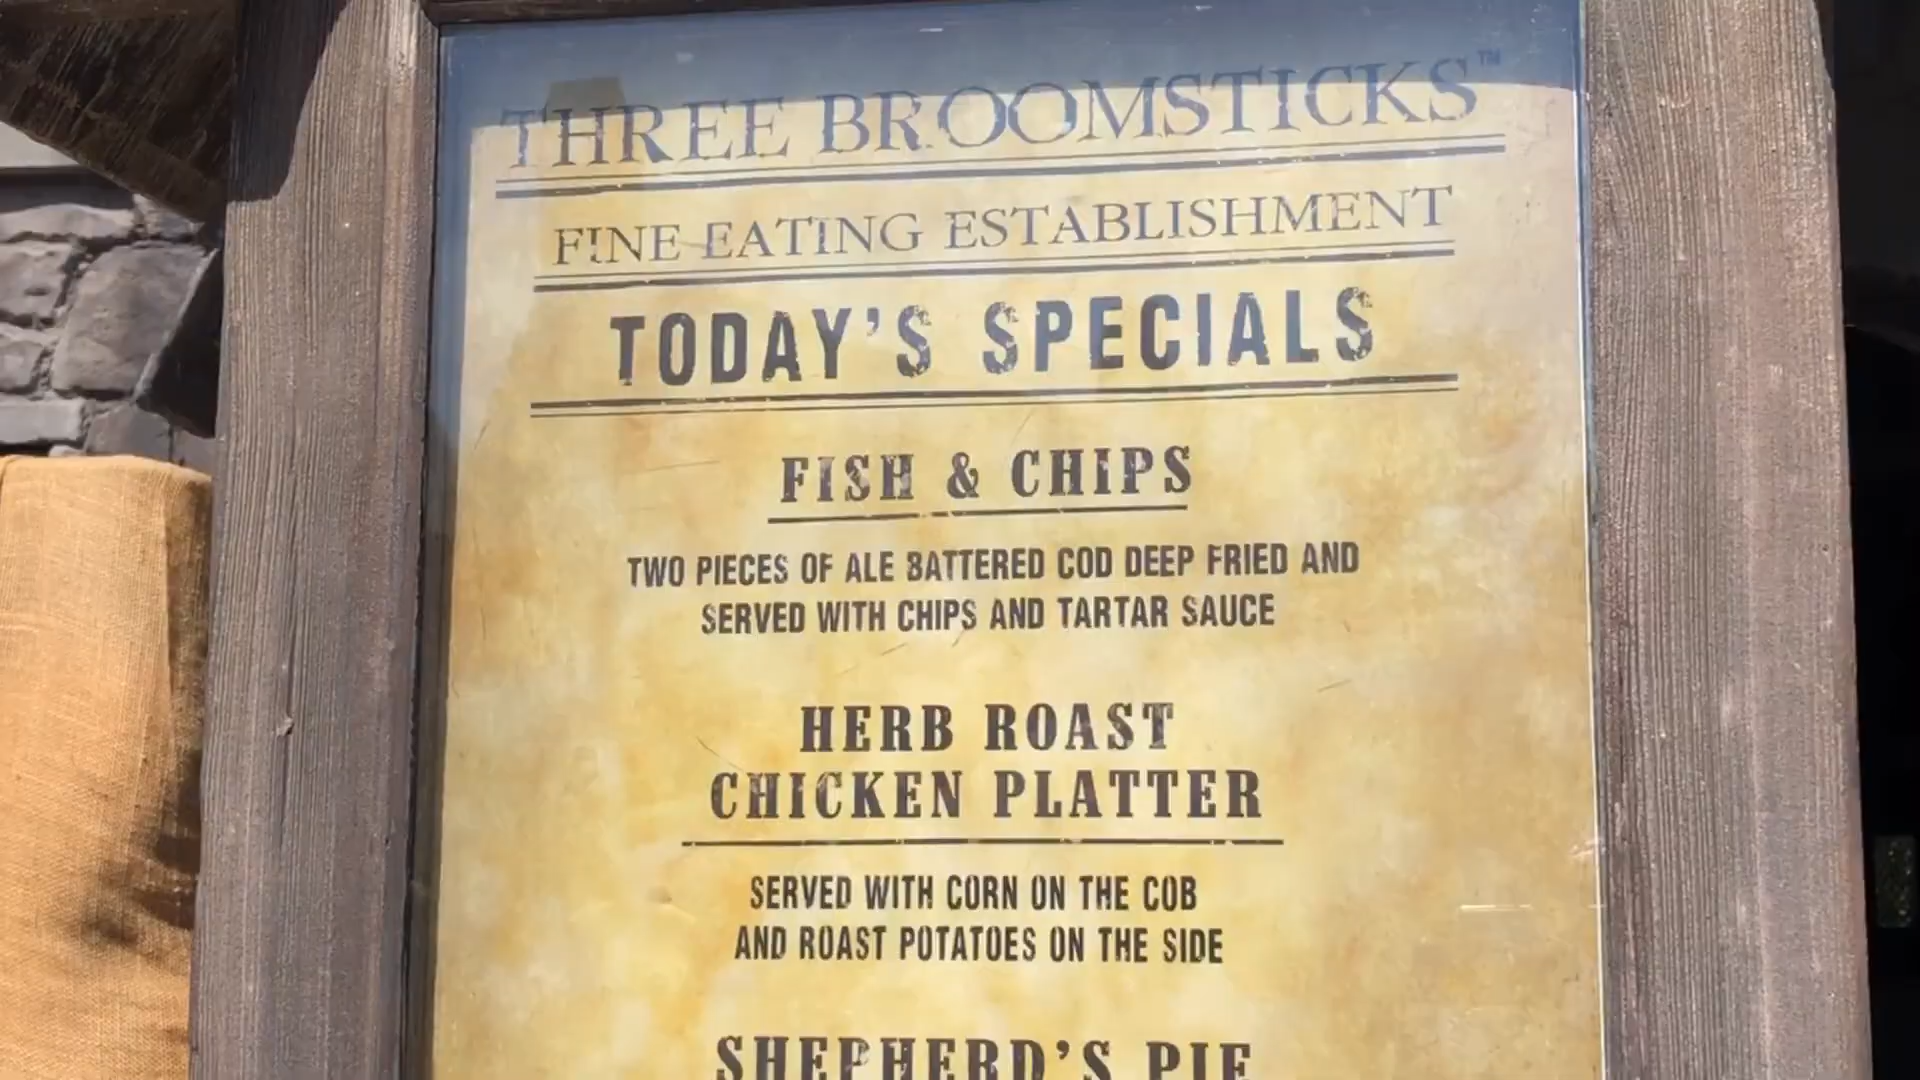 THREE BROOMSTICKS™
FINE EATING ESTABLISHMENT
TODAY'S SPECIALS
FISH & CHIPS
TWO PIECES OF ALE BATTERED COD DEEP FRIED AND
SERVED WITH CHIPS AND TARTAR SAUCE
HERB ROAST
CHICKEN PLATTER
SERVED WITH CORN ON THE COB
AND ROAST POTATOES ON THE SIDE
SHEPHERD'S PIE